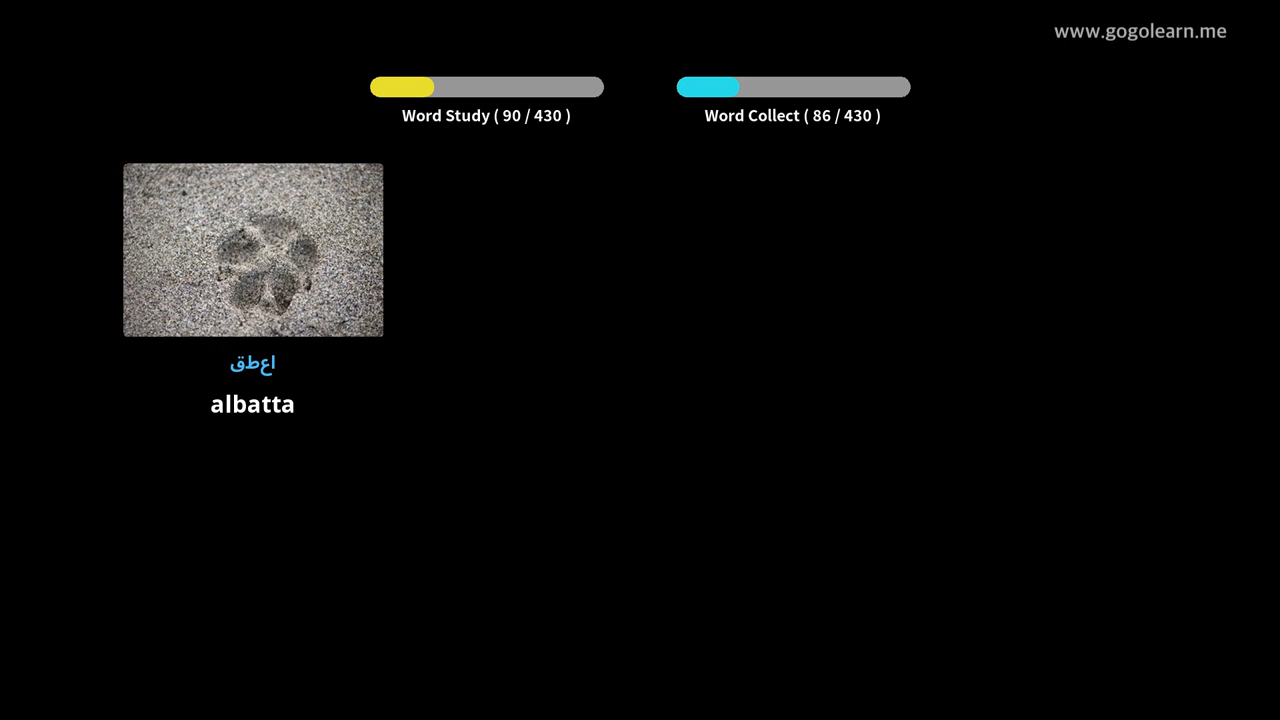 www.gogolearn.me
Word Study ( 90 / 430 )
Word Collect ( 86 / 430 )
اعطق
albatta